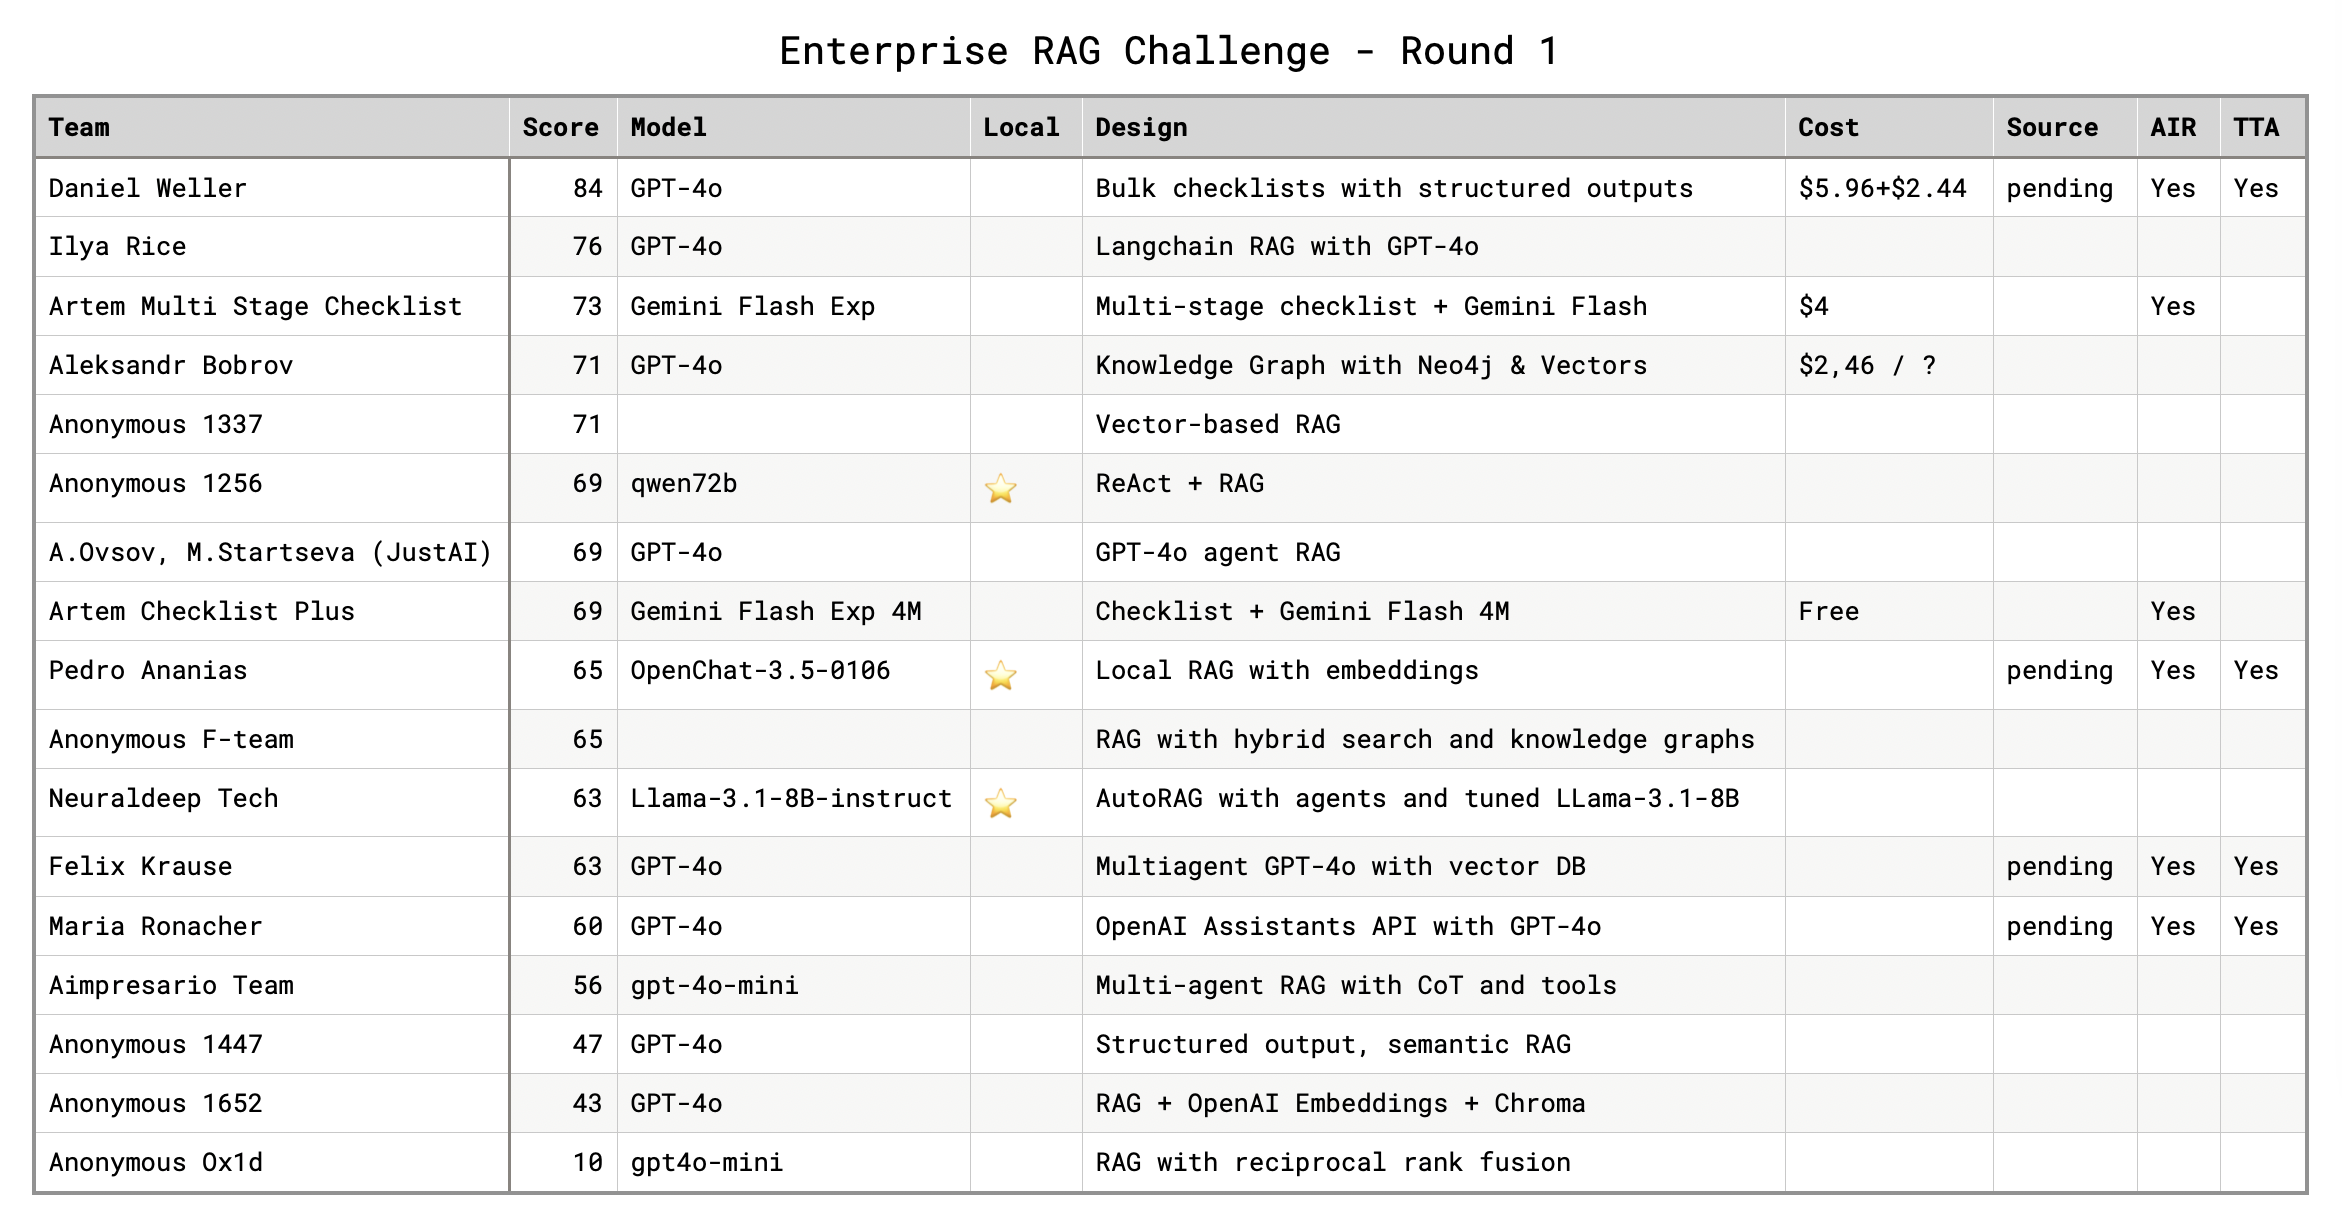 Enterprise RAG Challenge - Round 1
Team Score Model Local Design Cost Source AIR TTA
Daniel Weller 84 GPT-4o Bulk checklists with structured outputs $5.96+$2.44 pending Yes Yes
Ilya Rice 76 GPT-4o Langchain RAG with GPT-4o
Artem Multi Stage Checklist 73 Gemini Flash Exp Multi-stage checklist + Gemini Flash $4 Yes
Aleksandr Bobrov 71 GPT-4o Knowledge Graph with Neo4j & Vectors $2,46 / ?
Anonymous 1337 71 Vector-based RAG
Anonymous 1256 69 qwen72b ReAct + RAG
A.Ovsov, M.Startseva (JustAI) 69 GPT-4o GPT-4o agent RAG
Artem Checklist Plus 69 Gemini Flash Exp 4M Checklist + Gemini Flash 4M Free Yes
Pedro Ananias 65 OpenChat-3.5-0106 Local RAG with embeddings pending Yes Yes
Anonymous F-team 65 RAG with hybrid search and knowledge graphs
Neuraldeep Tech 63 Llama-3.1-8B-instruct AutoRAG with agents and tuned LLama-3.1-8B
Felix Krause 63 GPT-4o Multiagent GPT-4o with vector DB pending Yes Yes
Maria Ronacher 60 GPT-4o OpenAI Assistants API with GPT-4o pending Yes Yes
Aimpresario Team 56 gpt-4o-mini Multi-agent RAG with CoT and tools
Anonymous 1447 47 GPT-4o Structured output, semantic RAG
Anonymous 1652 43 GPT-4o RAG + OpenAI Embeddings + Chroma
Anonymous Ox1d 10 gpt4o-mini RAG with reciprocal rank fusion